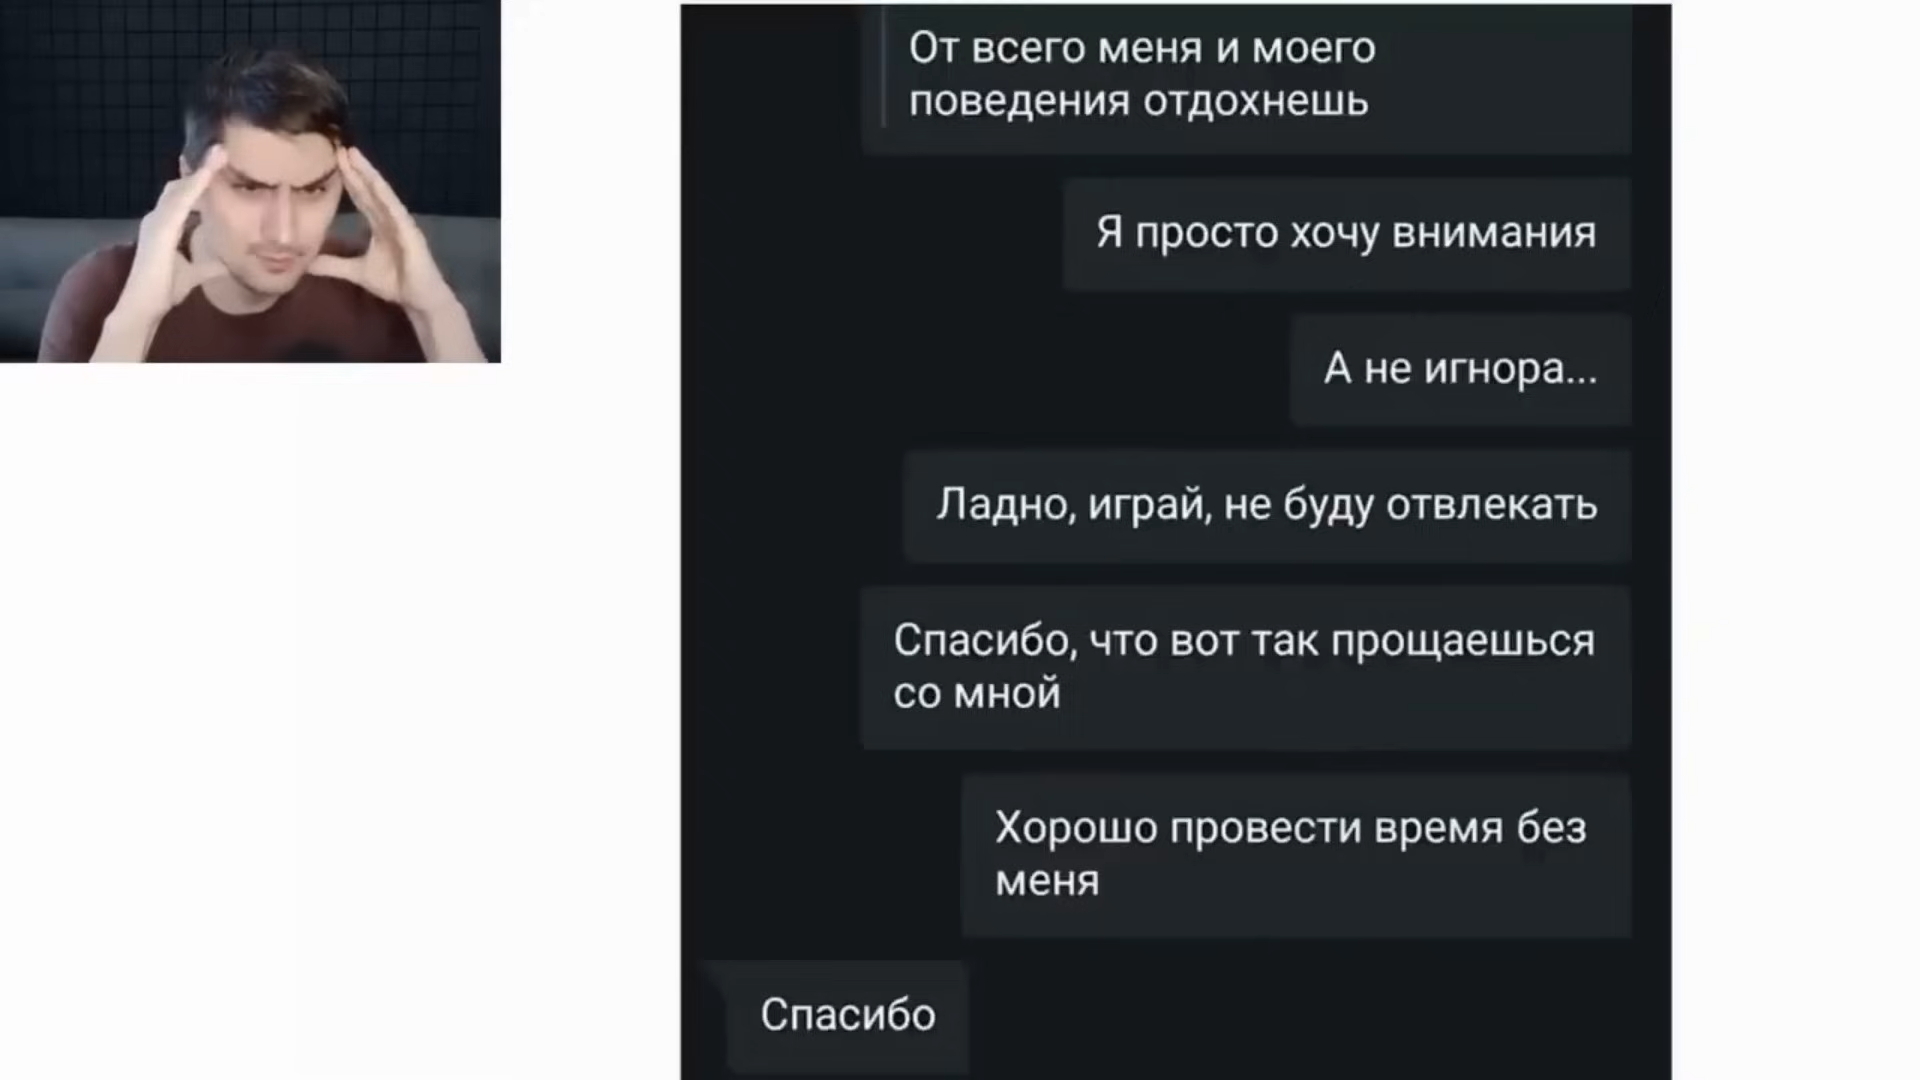 От всего меня и моего
поведения отдохнешь
Я просто хочу внимания
А не игнора...
Ладно, играй, не буду отвлекать
Спасибо, что вот так прощаешься
со мной
Хорошо провести время без
меня
Спасибо